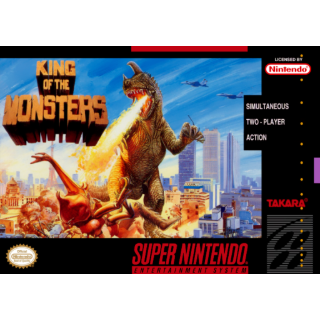 KING
OF THE
MONSTERS
LICENSED BY
Nintendo
SIMULTANEOUS
TWO-PLAYER
ACTION
TAKARA
SUPER NINTENDO
ENTERTAINMENT SYSTEM